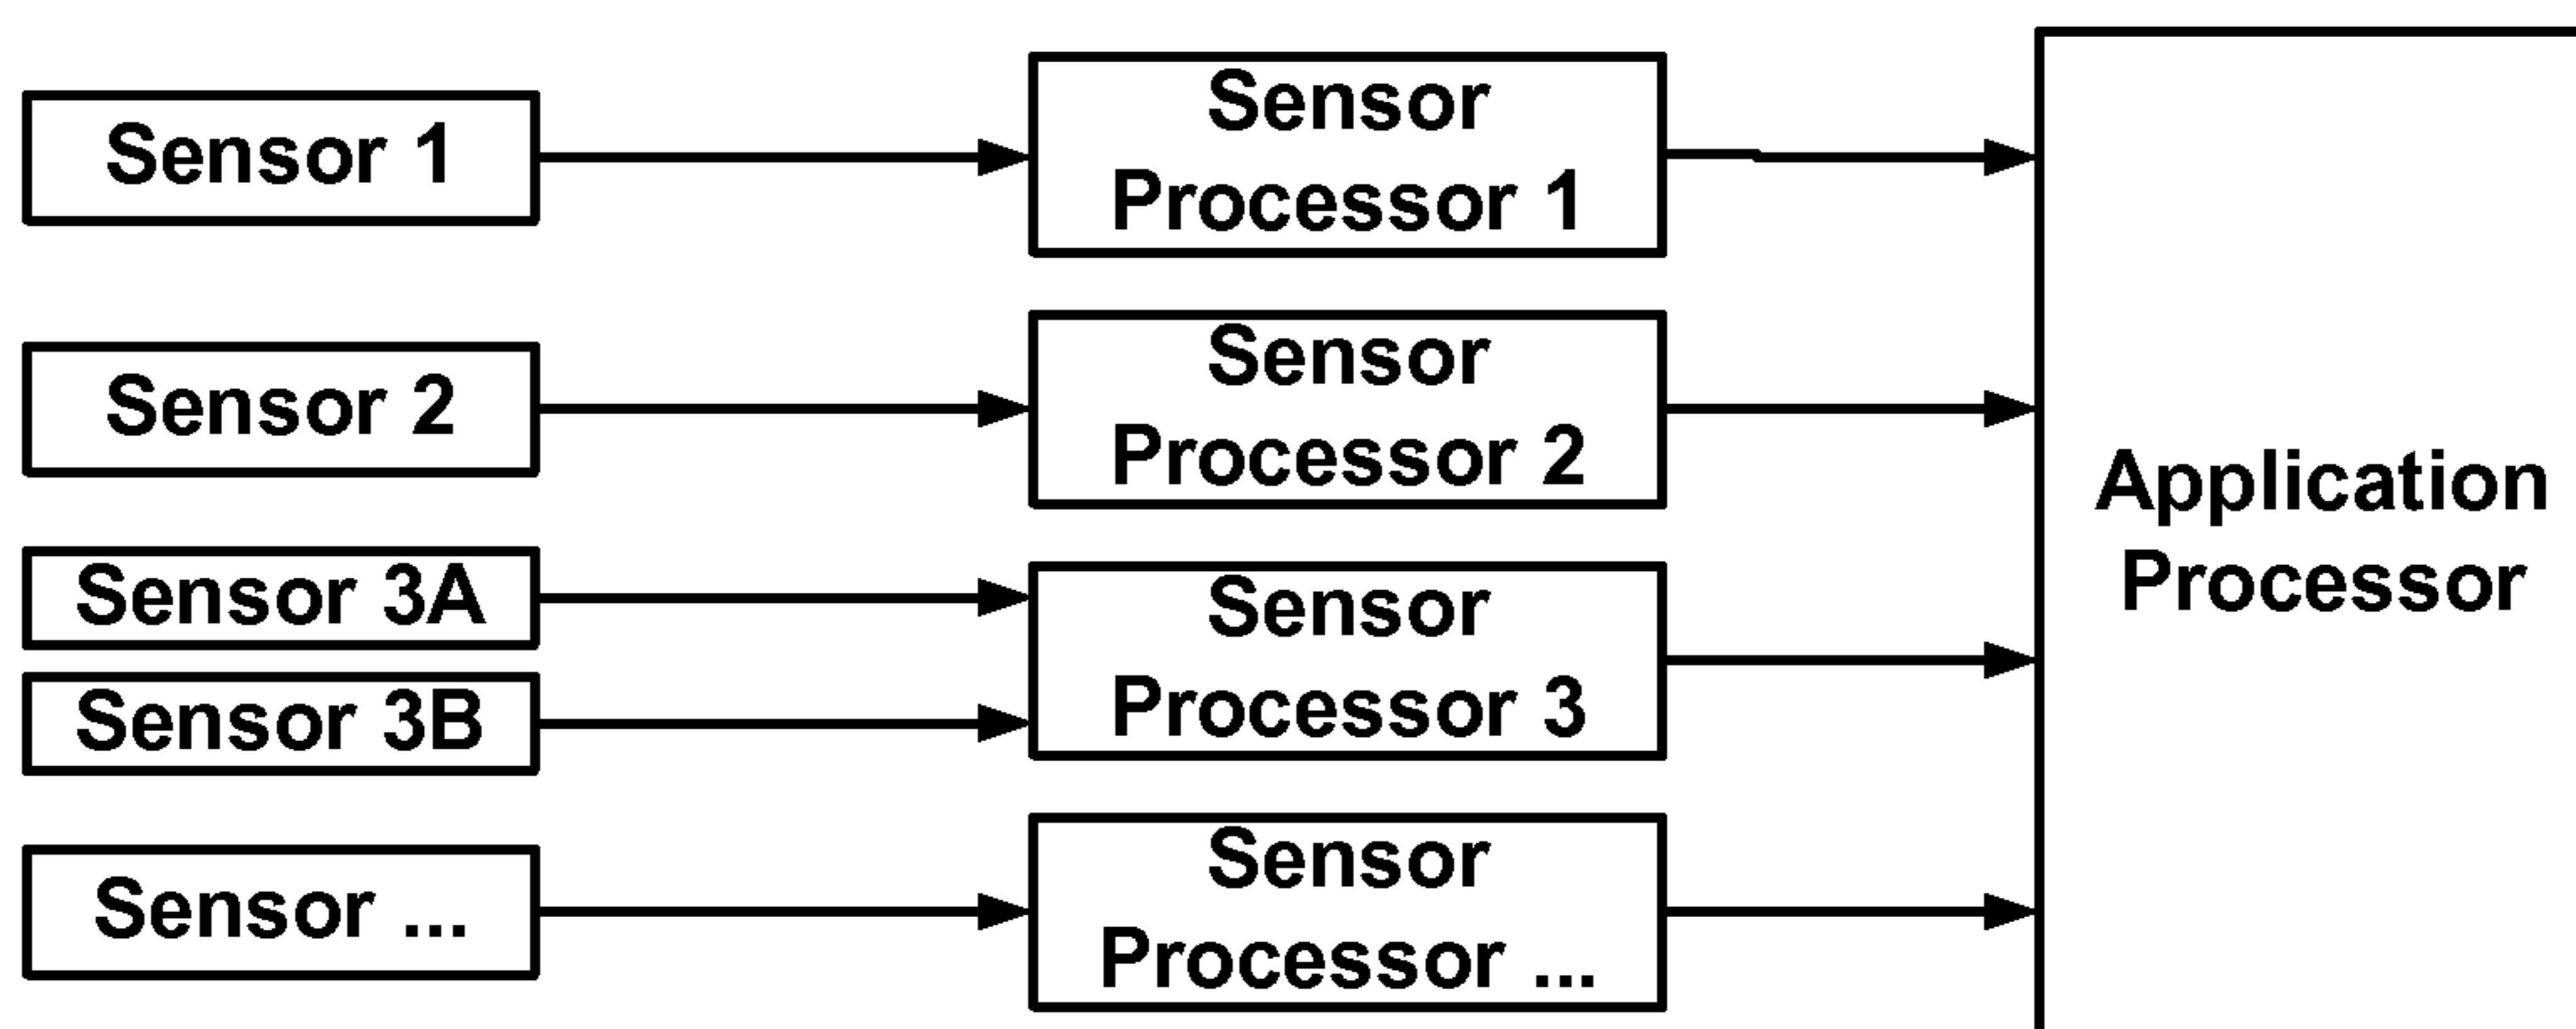 Sensor 1
Sensor
Processor 1
Sensor 2
Sensor
Processor 2
Sensor 3A
Sensor 3B
Sensor
Processor 3
Sensor ...
Sensor
Processor ...
Application
Processor